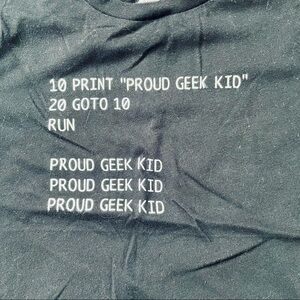 10 PRINT "PROUD GEEK KID"
20 GOTO 10
RUN
PROUD GEEK KID
PROUD GEEK KID
PROUD GEEK KID